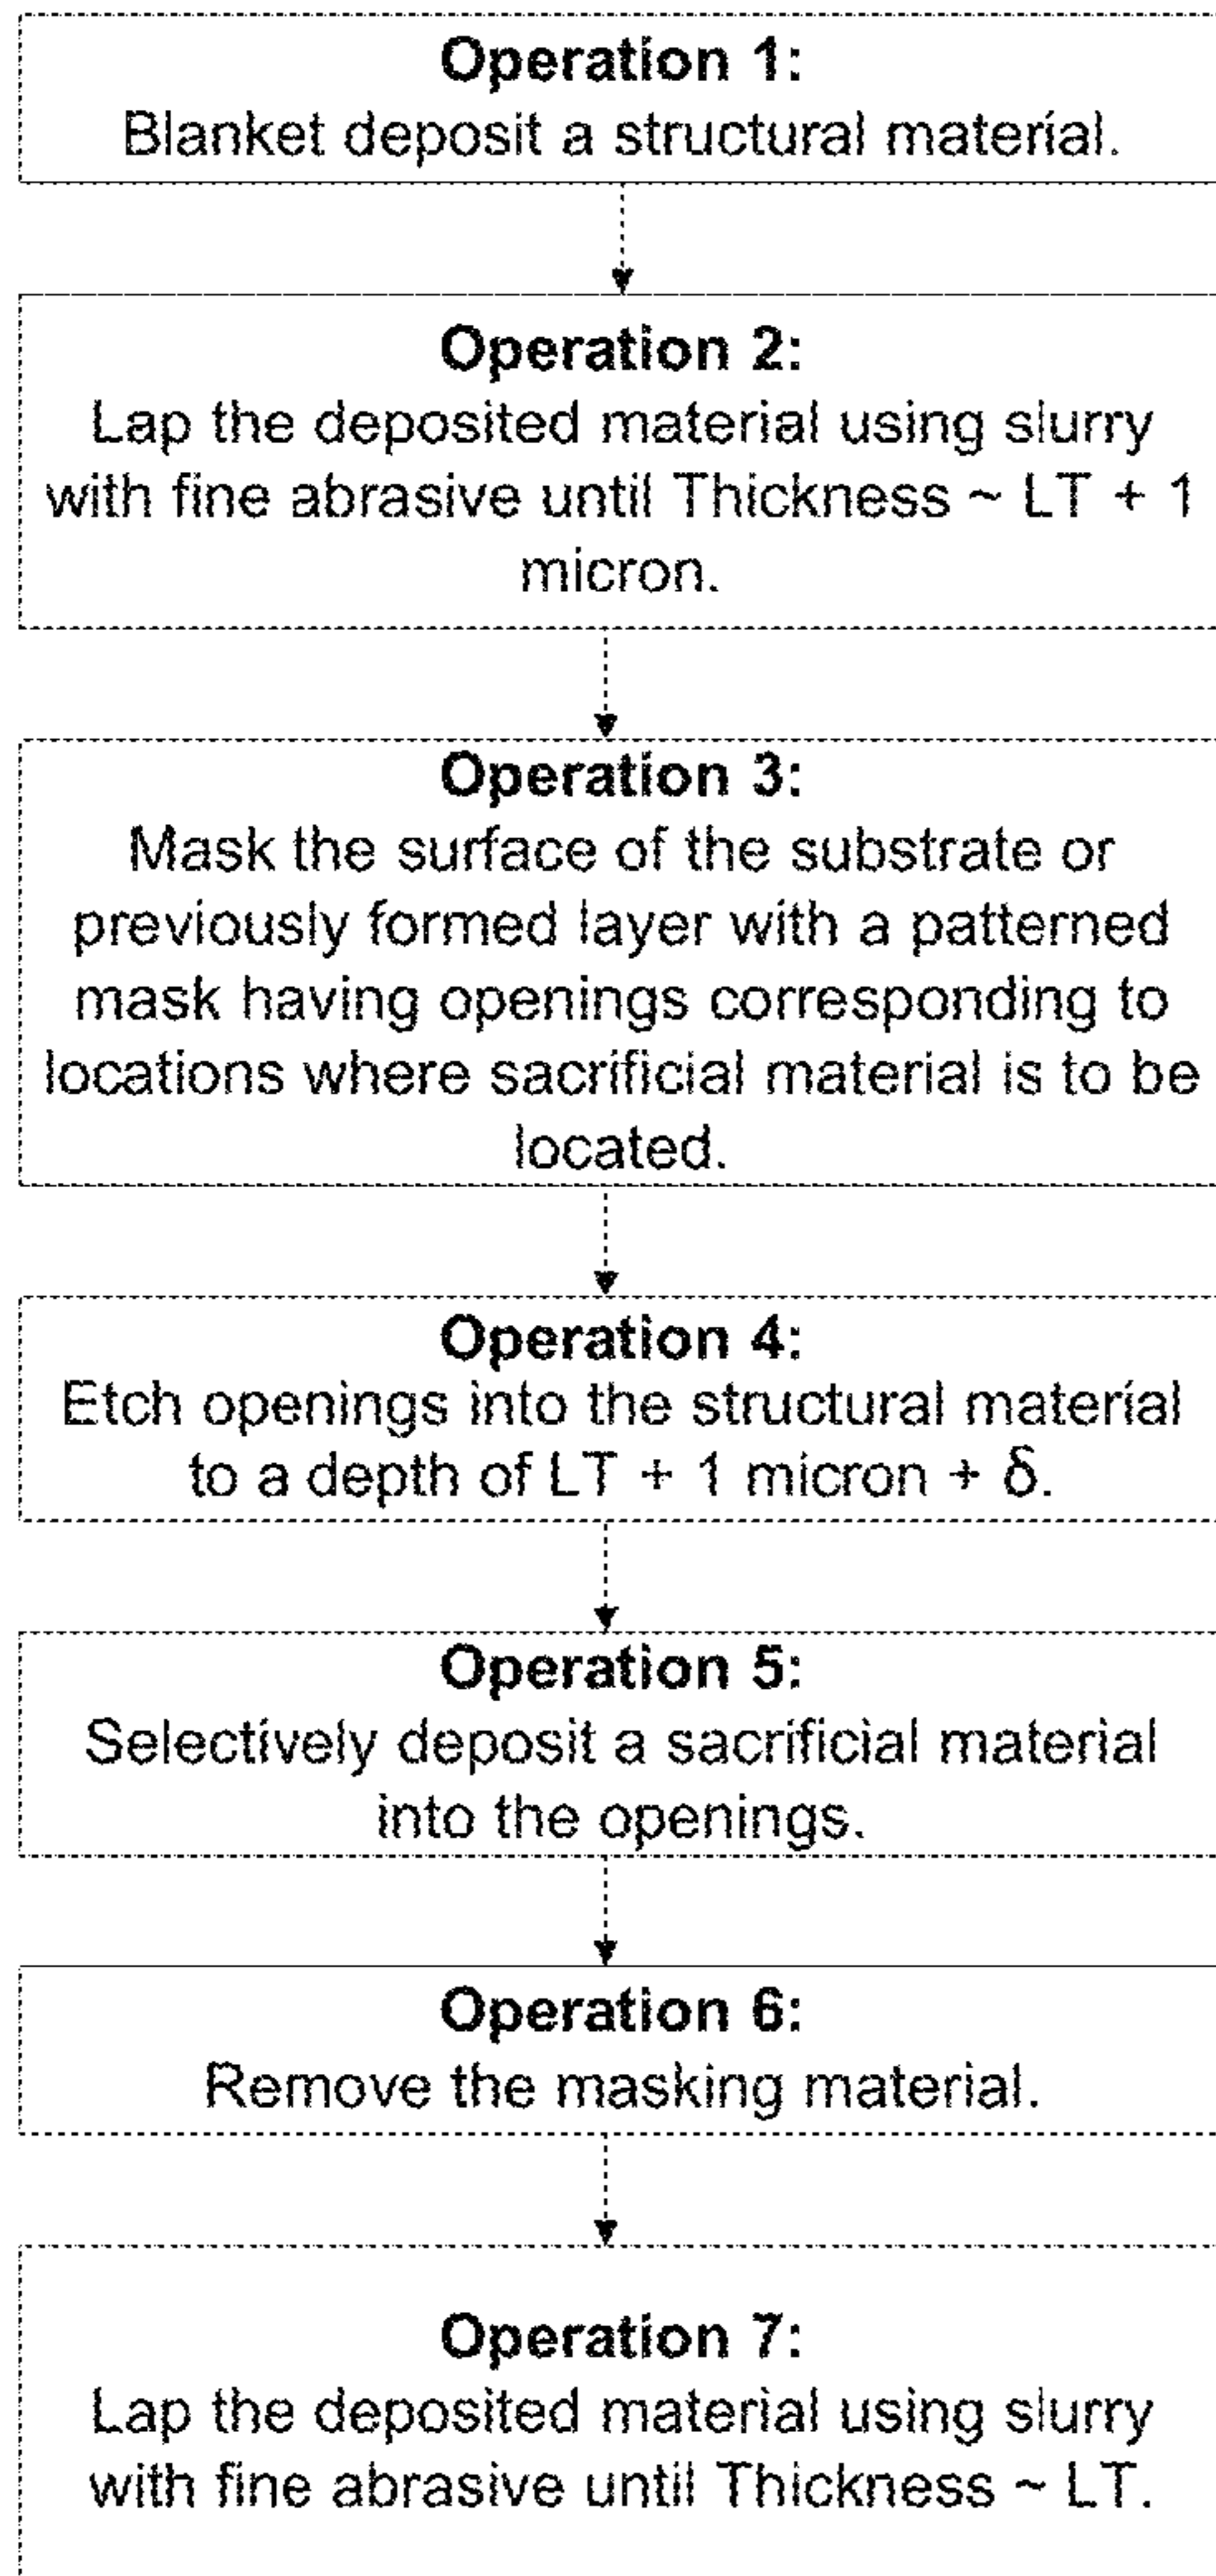 Operation 1:
Blanket deposit a structural material.
Operation 2:
Lap the deposited material using slurry
with fine abrasive until Thickness ~ LT + 1
micron.
Operation 3:
Mask the surface of the substrate or
previously formed layer with a patterned
mask having openings corresponding to
locations where sacrificial material is to be
located.
Operation 4:
Etch openings into the structural material
to a depth of LT + 1 micron + δ.
Operation 5:
Selectively deposit a sacrificial material
into the openings.
Operation 6:
Remove the masking material.
Operation 7:
Lap the deposited material using slurry
with fine abrasive until Thickness ~ LT.